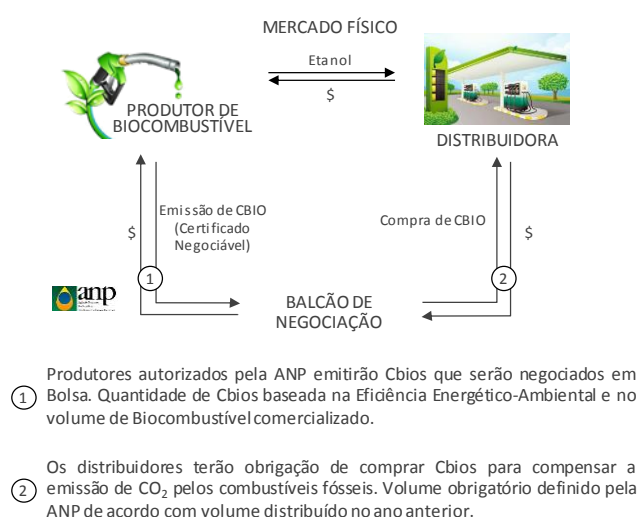 MERCADO FÍSICO
Etanol
$
PRODUTOR DE
BIOCOMBUSTÍVEL
DISTRIBUIDORA
Emissão de CBIO
(Certificado
Negociável)
$
Compra de CBIO
$
1
2
anp
BALCÃO DE
NEGOCIAÇÃO
Produtores autorizados pela ANP emitirão Cbios que serão negociados em
1 Bolsa. Quantidade de Cbios baseada na Eficiência Energético-Ambiental e no
volume de Biocombustível comercializado.
Os distribuidores terão obrigação de comprar Cbios para compensar a
2 emissão de CO₂ pelos combustíveis fósseis. Volume obrigatório definido pela
ANP de acordo com volume distribuído no ano anterior.